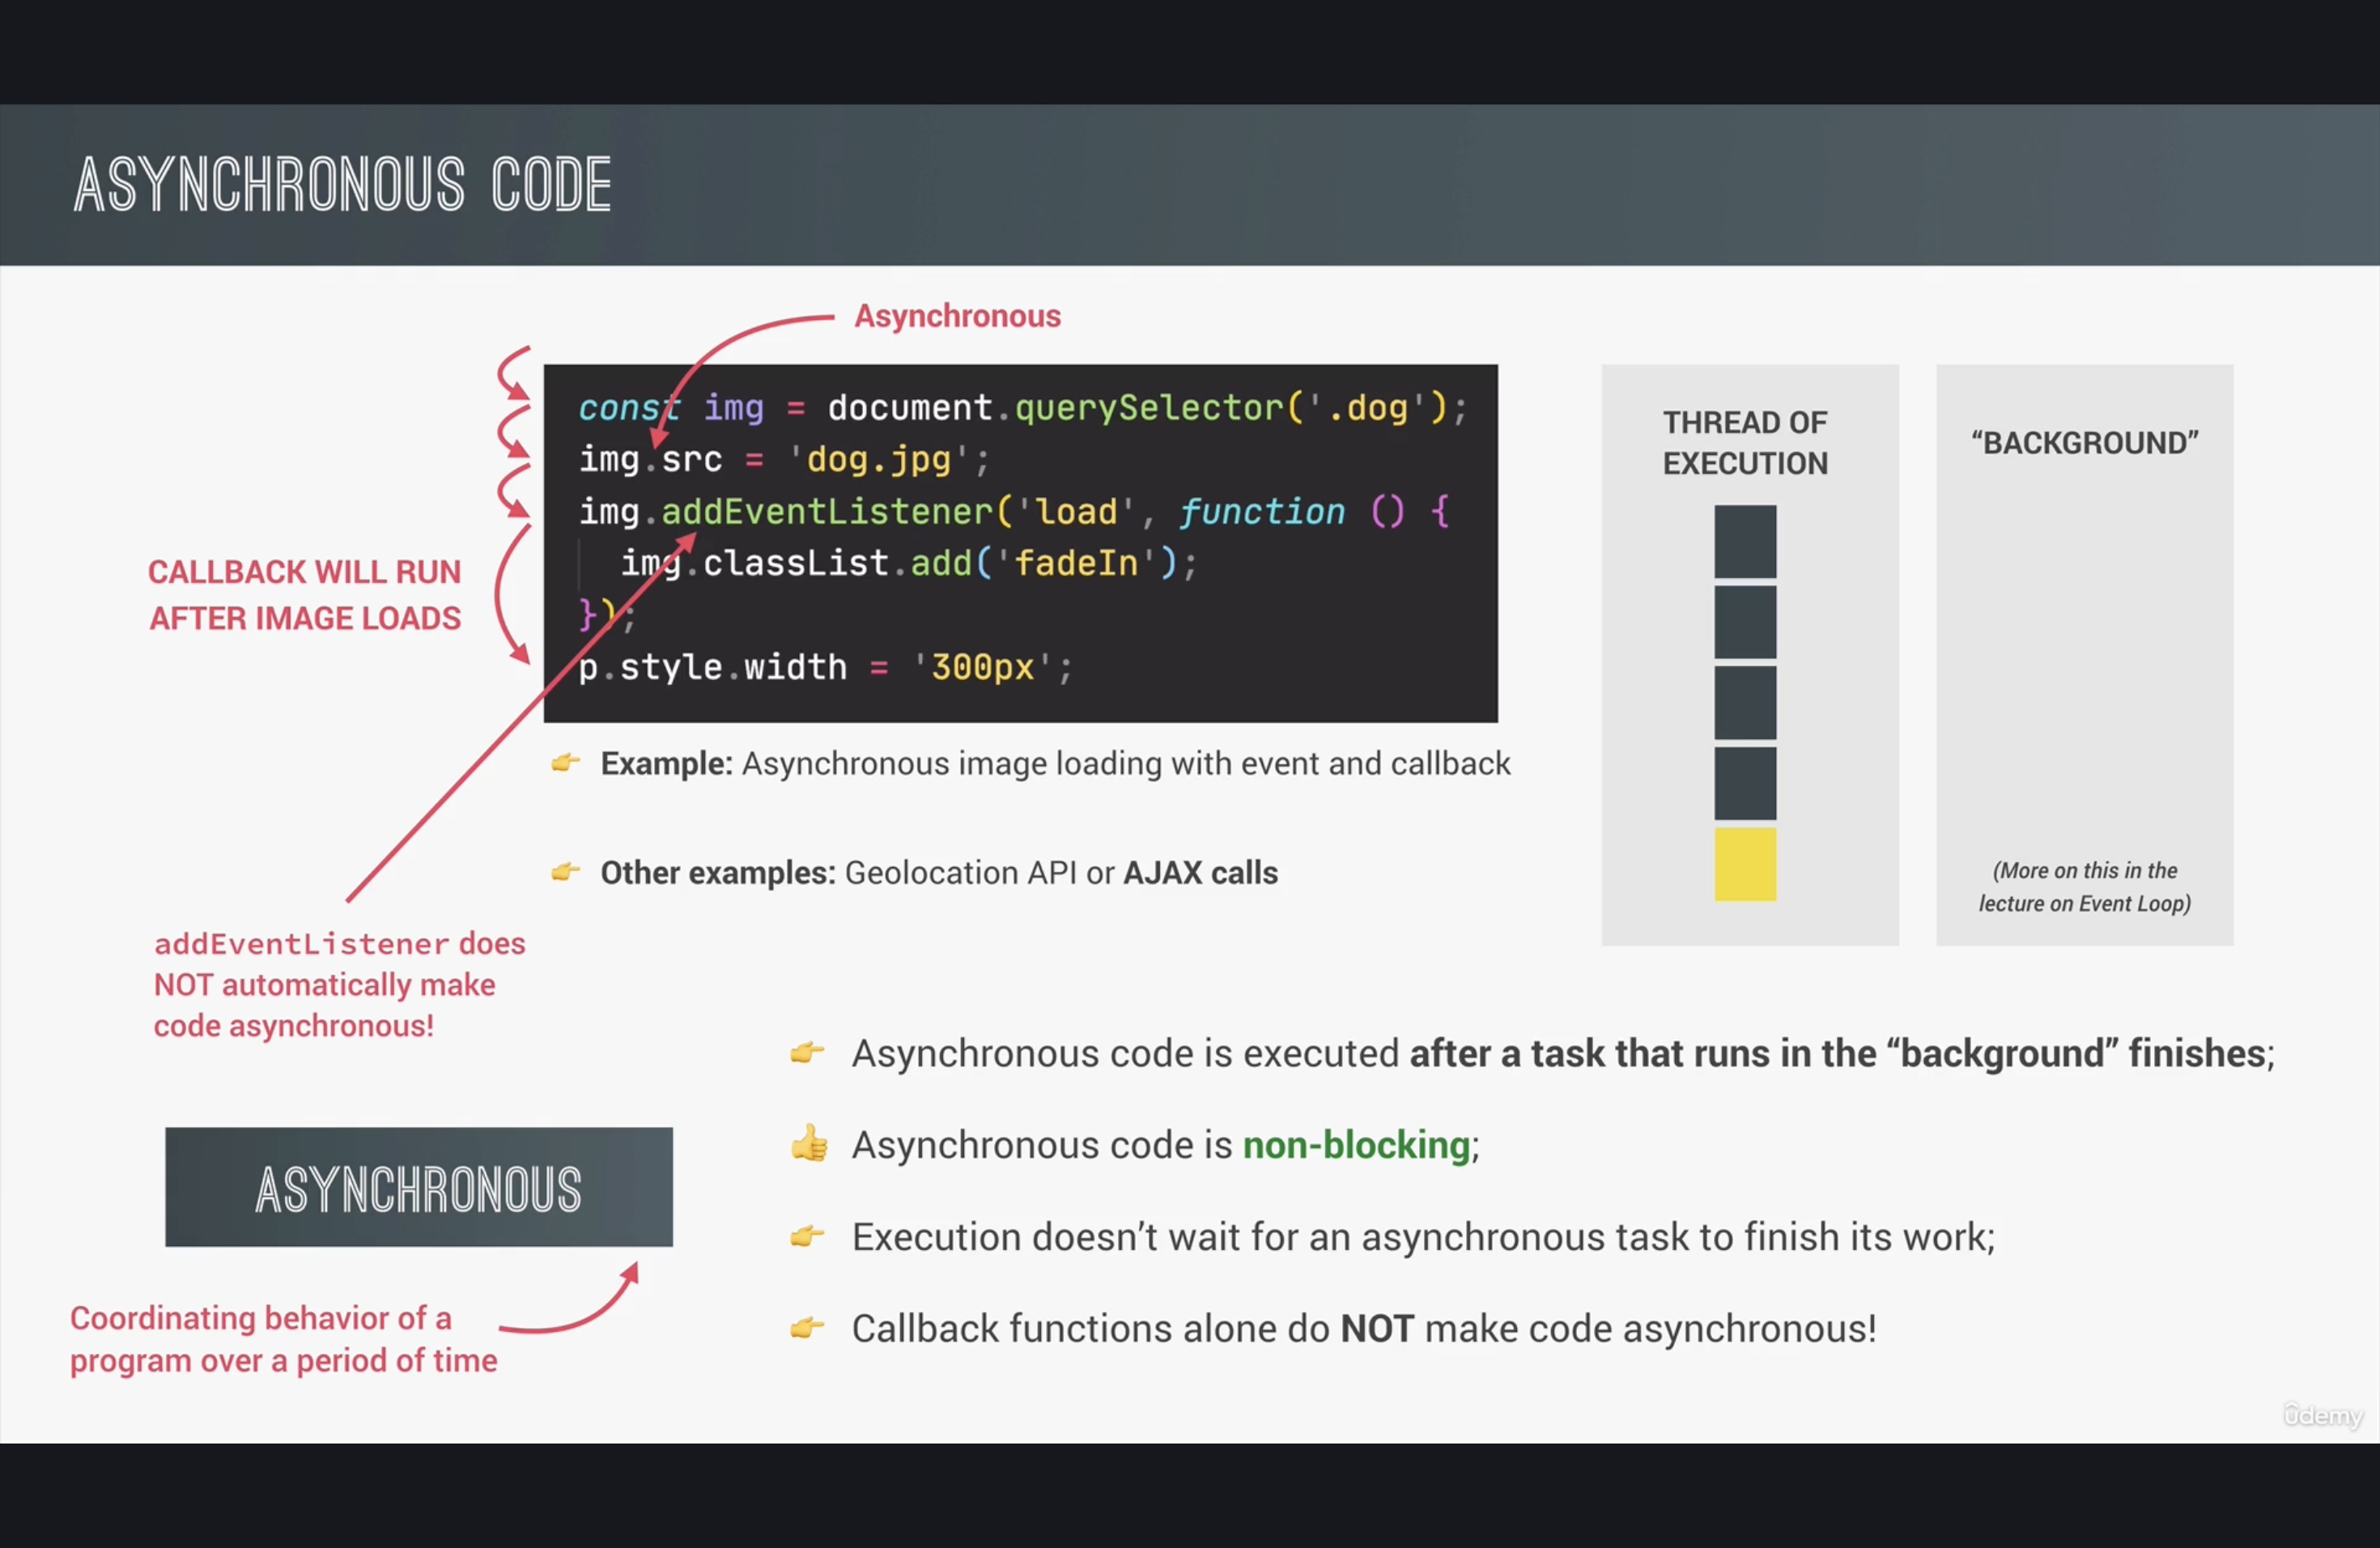 ASYNCHRONOUS CODE
Asynchronous
const img = document.querySelector('.dog');
img.src = 'dog.jpg';
img.addEventListener('load', function () {
img.classList.add('fadeIn');
});
p.style.width = '300px';
CALLBACK WILL RUN
AFTER IMAGE LOADS
THREAD OF
EXECUTION
“BACKGROUND”
(More on this in the
lecture on Event Loop)
👉 Example: Asynchronous image loading with event and callback
👉 Other examples: Geolocation API or AJAX calls
addEventListener does
NOT automatically make
code asynchronous!
👉 Asynchronous code is executed after a task that runs in the “background” finishes;
👍 Asynchronous code is non-blocking;
👉 Execution doesn’t wait for an asynchronous task to finish its work;
👉 Callback functions alone do NOT make code asynchronous!
ASYNCHRONOUS
Coordinating behavior of a
program over a period of time
ûdemy